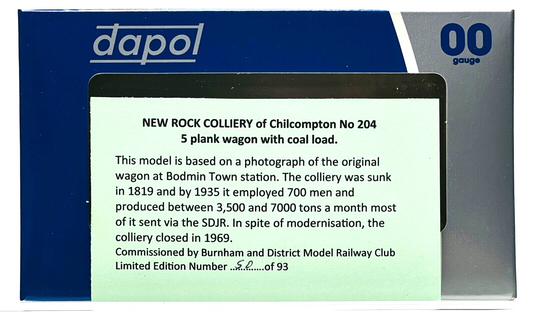 dapol
00
gauge
NEW ROCK COLLIERY of Chilcompton No 204
5 plank wagon with coal load.
This model is based on a photograph of the original
wagon at Bodmin Town station. The colliery was sunk
in 1819 and by 1935 it employed 700 men and
produced between 3,500 and 7000 tons a month most
of it sent via the SDJR. In spite of modernisation, the
colliery closed in 1969.
Commissioned by Burnham and District Model Railway Club
Limited Edition Number ..50.....of 93